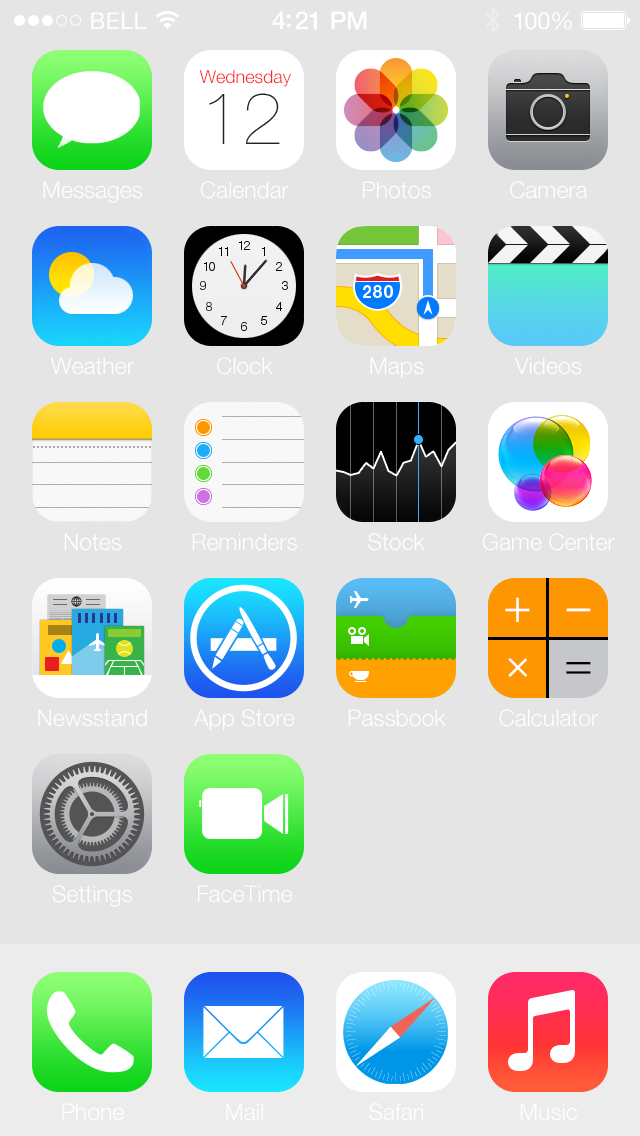 BELL 4:21 PM 100%
Wednesday
12
Messages Calendar Photos Camera
12
11 1
10 2
9 3
8 4
7 5
6
280
Weather Clock Maps Videos
Notes Reminders Stock Game Center
Newsstand App Store Passbook Calculator
Settings FaceTime
Phone Mail Safari Music